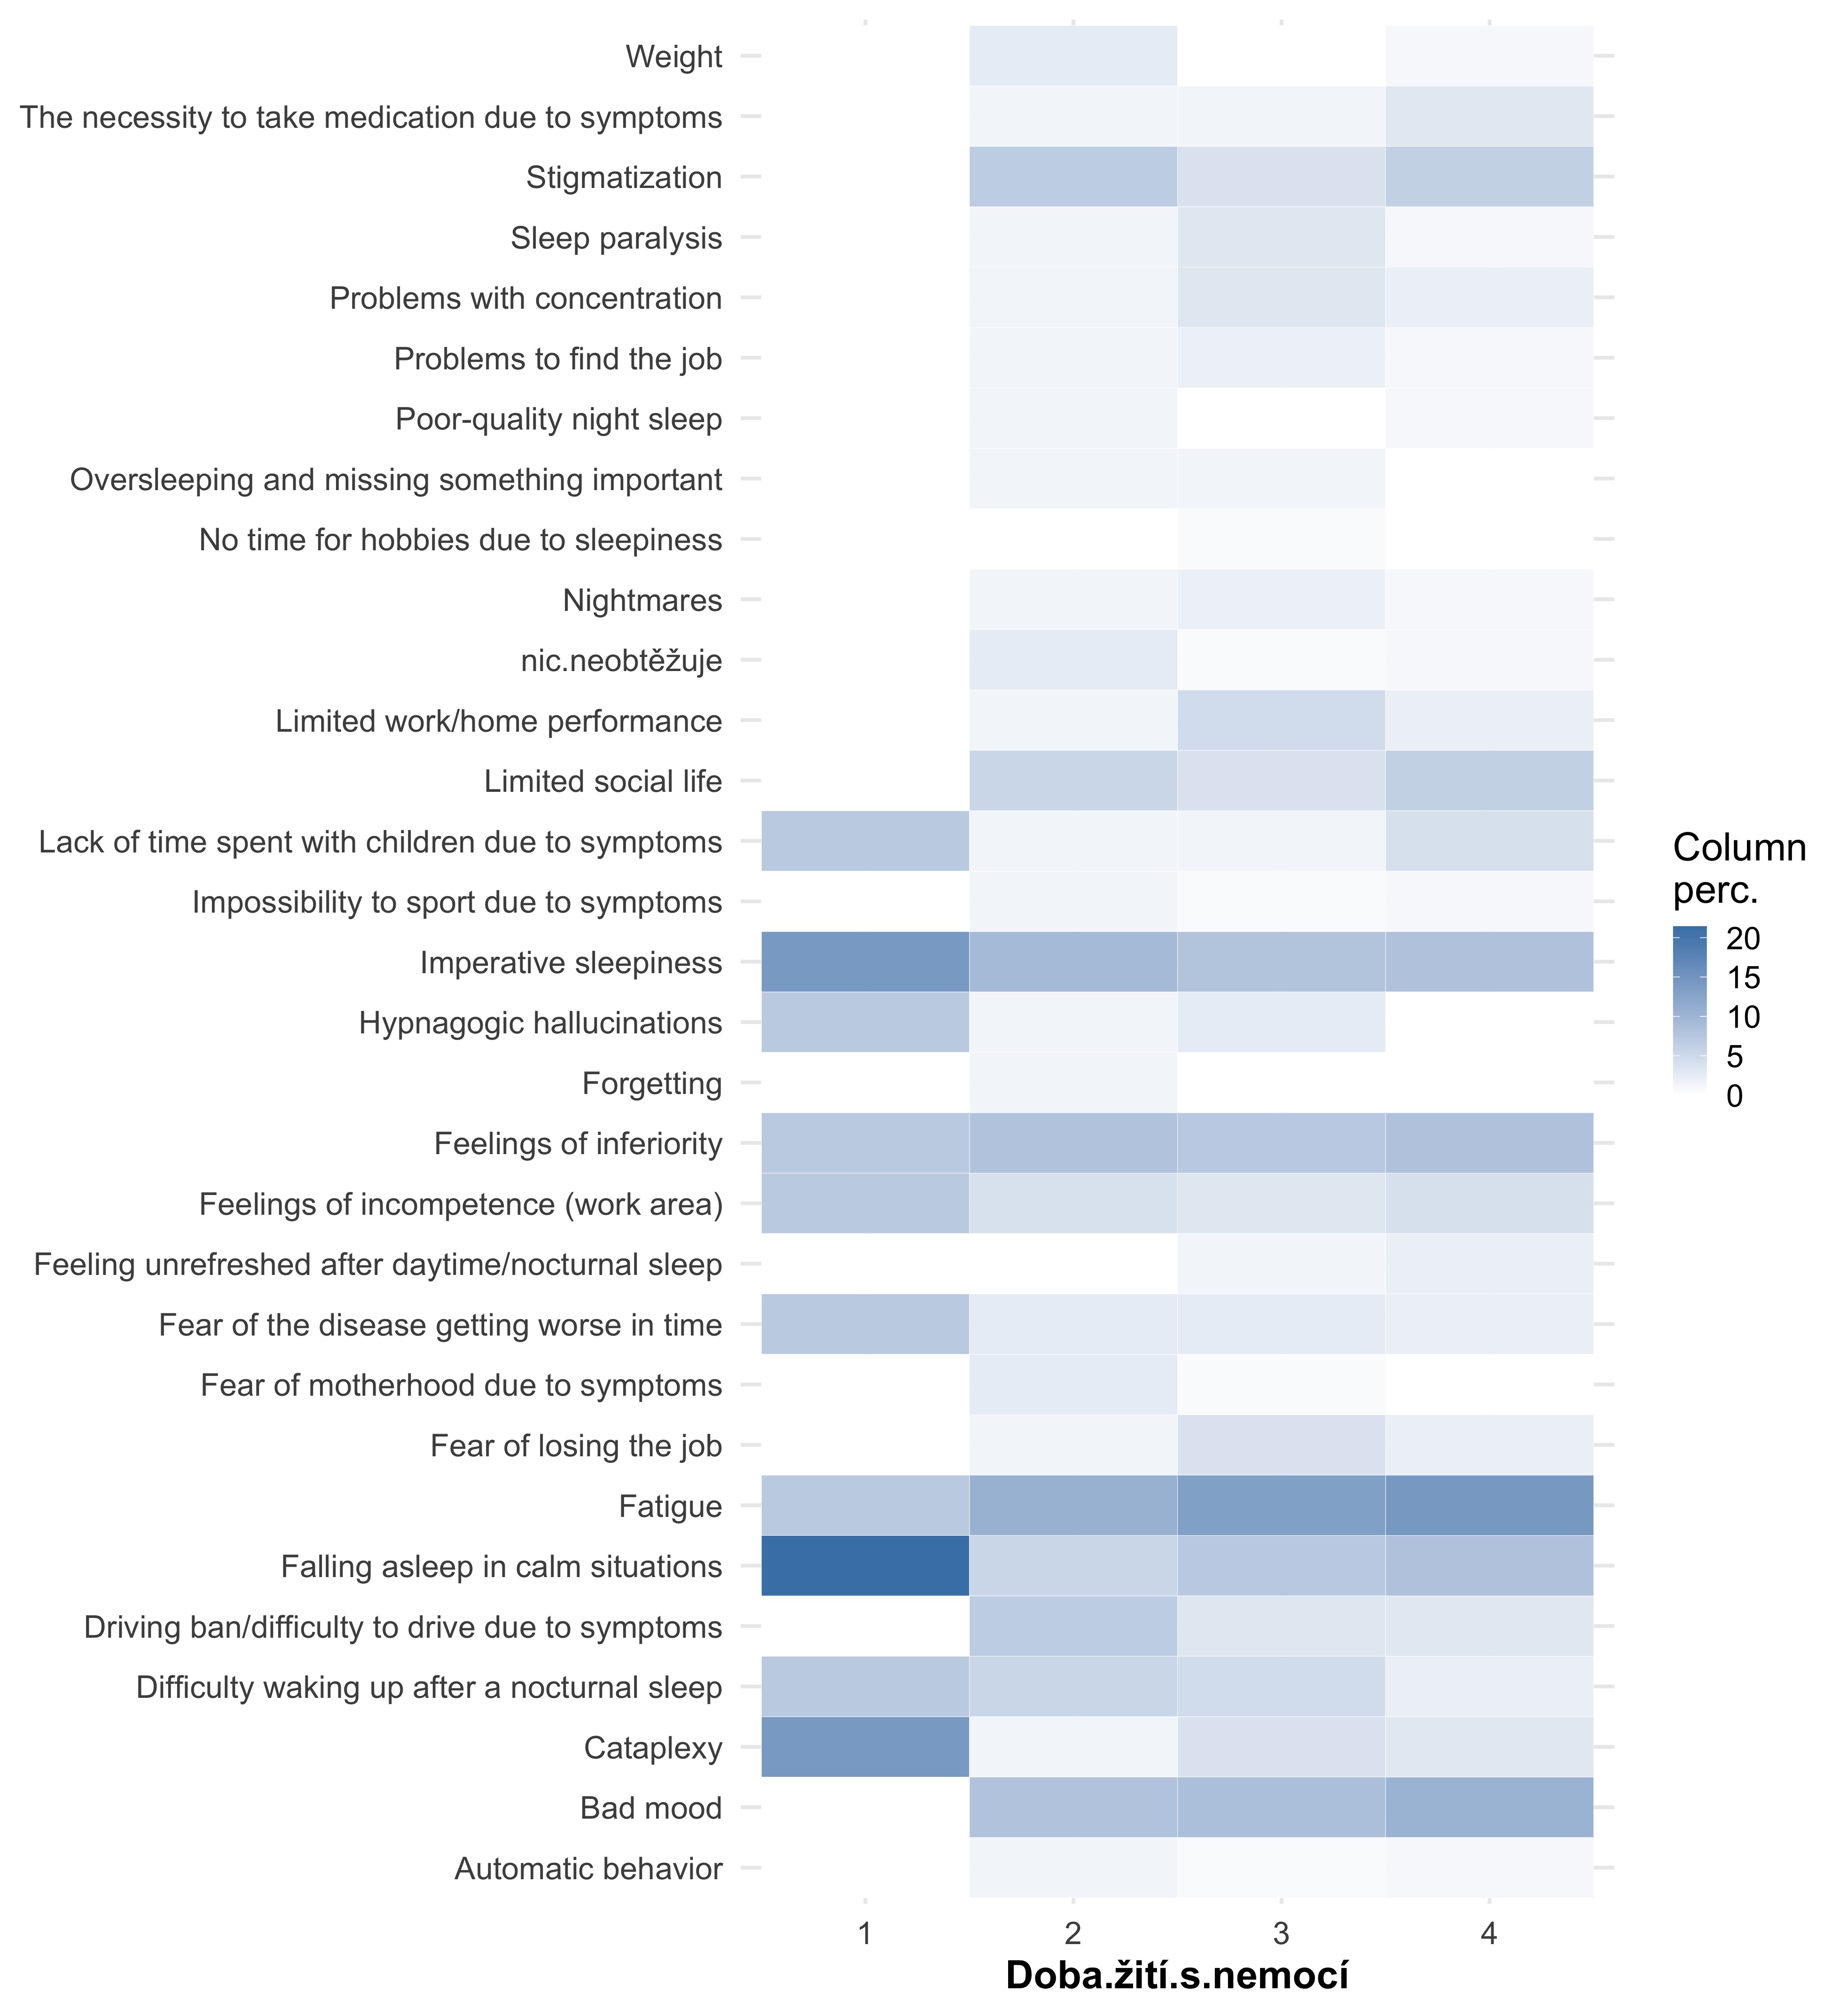 Weight
The necessity to take medication due to symptoms
Stigmatization
Sleep paralysis
Problems with concentration
Problems to find the job
Poor-quality night sleep
Oversleeping and missing something important
No time for hobbies due to sleepiness
Nightmares
nic.neobtěžuje
Limited work/home performance
Limited social life
Lack of time spent with children due to symptoms
Impossibility to sport due to symptoms
Imperative sleepiness
Hypnagogic hallucinations
Forgetting
Feelings of inferiority
Feelings of incompetence (work area)
Feeling unrefreshed after daytime/nocturnal sleep
Fear of the disease getting worse in time
Fear of motherhood due to symptoms
Fear of losing the job
Fatigue
Falling asleep in calm situations
Driving ban/difficulty to drive due to symptoms
Difficulty waking up after a nocturnal sleep
Cataplexy
Bad mood
Automatic behavior
1 2 3 4
Doba.žití.s.nemocí
Column
perc.
20
15
10
5
0